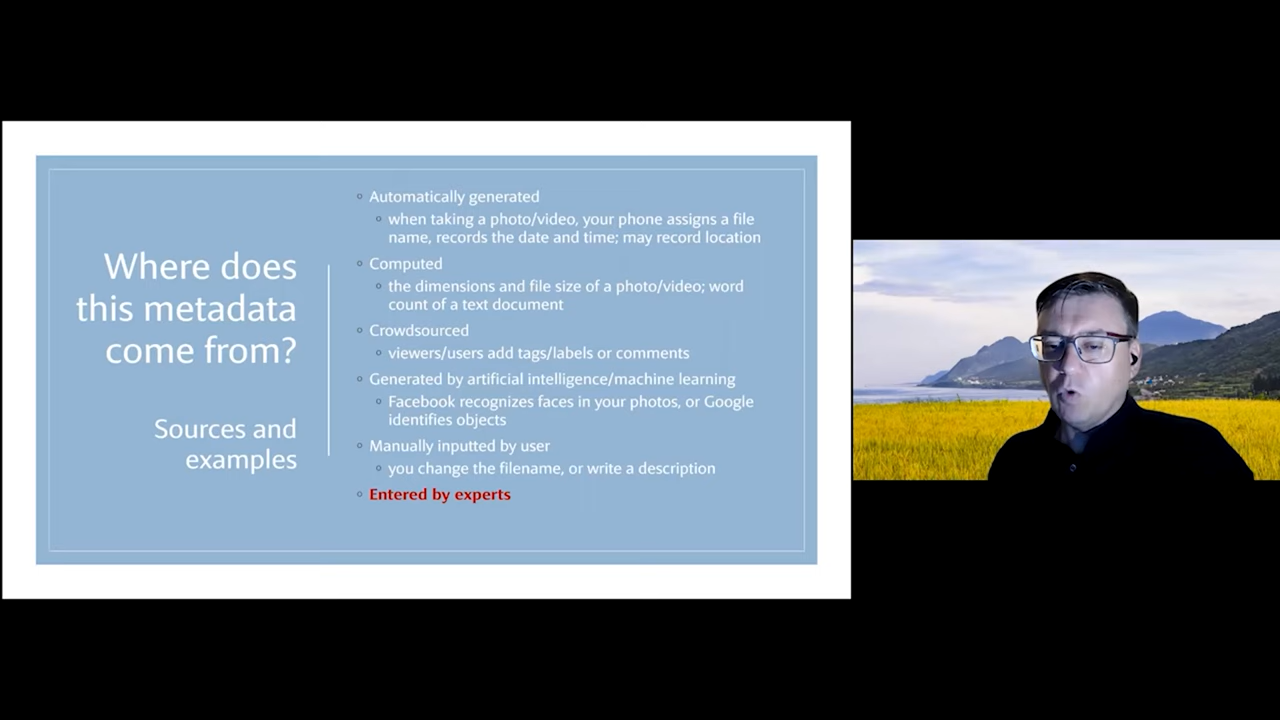 Where does
this metadata
come from?
Sources and
examples
Automatically generated
when taking a photo/video, your phone assigns a file
name, records the date and time; may record location
Computed
the dimensions and file size of a photo/video; word
count of a text document
Crowdsourced
viewers/users add tags/labels or comments
Generated by artificial intelligence/machine learning
Facebook recognizes faces in your photos, or Google
identifies objects
Manually inputted by user
you change the filename, or write a description
Entered by experts